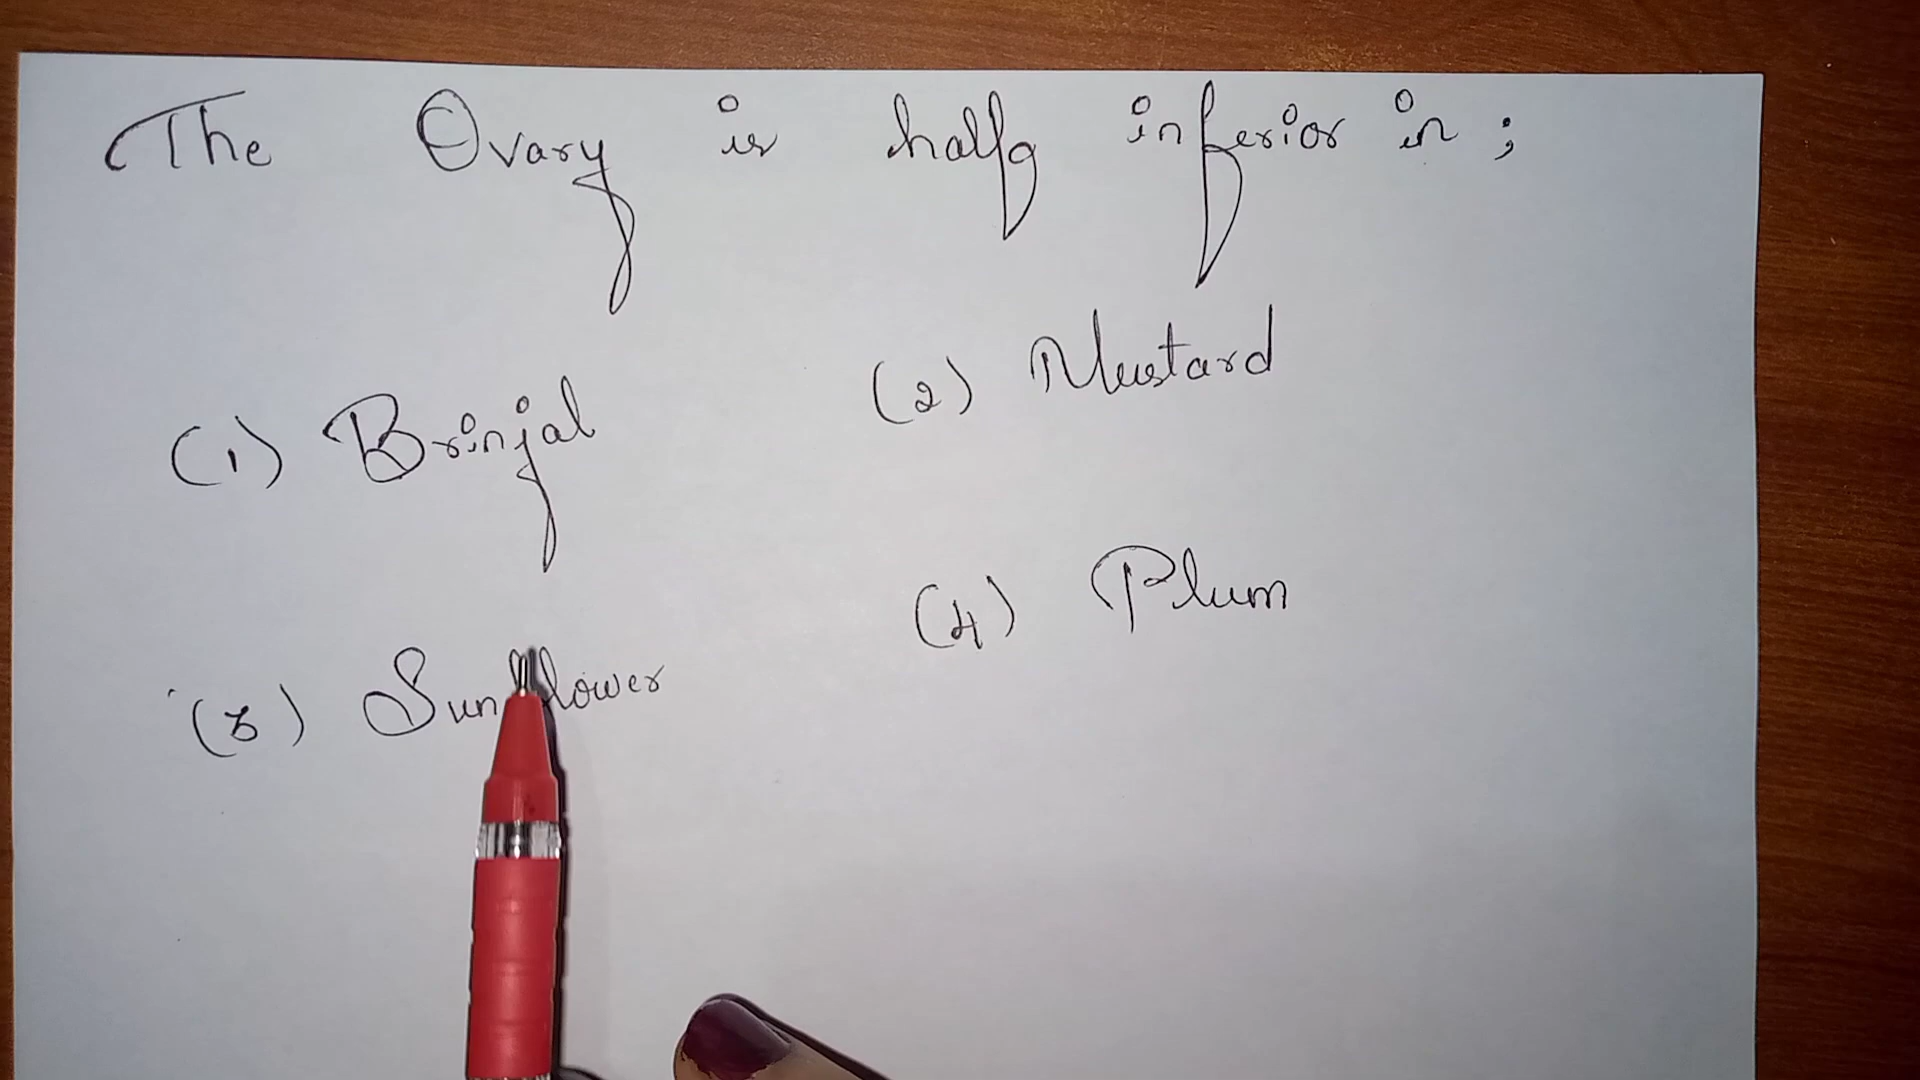 The Ovary is half inferior in ;
(1) Brinjal (2) Mustard
(3) Sunflower (4) Plum